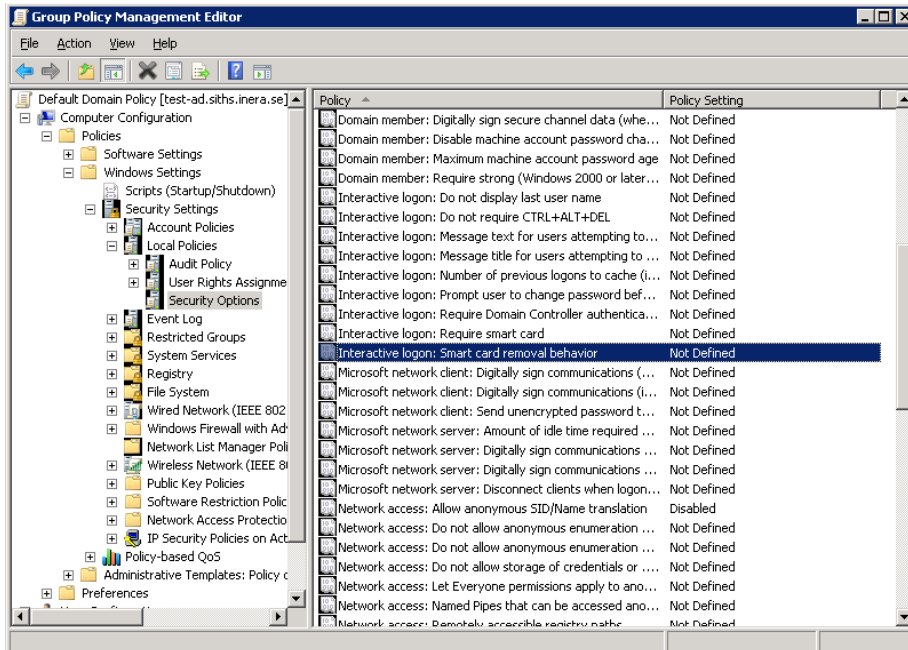 Group Policy Management Editor
File Action View Help
Default Domain Policy [test-ad.siths.inera.se]
Computer Configuration
Policies
Software Settings
Windows Settings
Scripts (Startup/Shutdown)
Security Settings
Account Policies
Local Policies
Audit Policy
User Rights Assignme
Security Options
Event Log
Restricted Groups
System Services
Registry
File System
Wired Network (IEEE 802
Windows Firewall with Ad
Network List Manager Poli
Wireless Network (IEEE 8
Public Key Policies
Software Restriction Polic
Network Access Protectio
IP Security Policies on Act
Policy-based QoS
Administrative Templates: Policy
Preferences
Policy Policy Setting
Domain member: Digitally sign secure channel data (whe... Not Defined
Domain member: Disable machine account password cha... Not Defined
Domain member: Maximum machine account password age Not Defined
Domain member: Require strong (Windows 2000 or later... Not Defined
Interactive logon: Do not display last user name Not Defined
Interactive logon: Do not require CTRL+ALT+DEL Not Defined
Interactive logon: Message text for users attempting to... Not Defined
Interactive logon: Message title for users attempting to ... Not Defined
Interactive logon: Number of previous logons to cache (i... Not Defined
Interactive logon: Prompt user to change password bef... Not Defined
Interactive logon: Require Domain Controller authentica... Not Defined
Interactive logon: Require smart card Not Defined
Interactive logon: Smart card removal behavior Not Defined
Microsoft network client: Digitally sign communications (... Not Defined
Microsoft network client: Digitally sign communications (i... Not Defined
Microsoft network client: Send unencrypted password t... Not Defined
Microsoft network server: Amount of idle time required ... Not Defined
Microsoft network server: Digitally sign communications ... Not Defined
Microsoft network server: Digitally sign communications ... Not Defined
Microsoft network server: Disconnect clients when logon... Not Defined
Network access: Allow anonymous SID/Name translation Disabled
Network access: Do not allow anonymous enumeration ... Not Defined
Network access: Do not allow anonymous enumeration ... Not Defined
Network access: Do not allow storage of credentials or .... Not Defined
Network access: Let Everyone permissions apply to ano... Not Defined
Network access: Named Pipes that can be accessed ano... Not Defined
Network access: Remotely accessible registry paths Not Defined